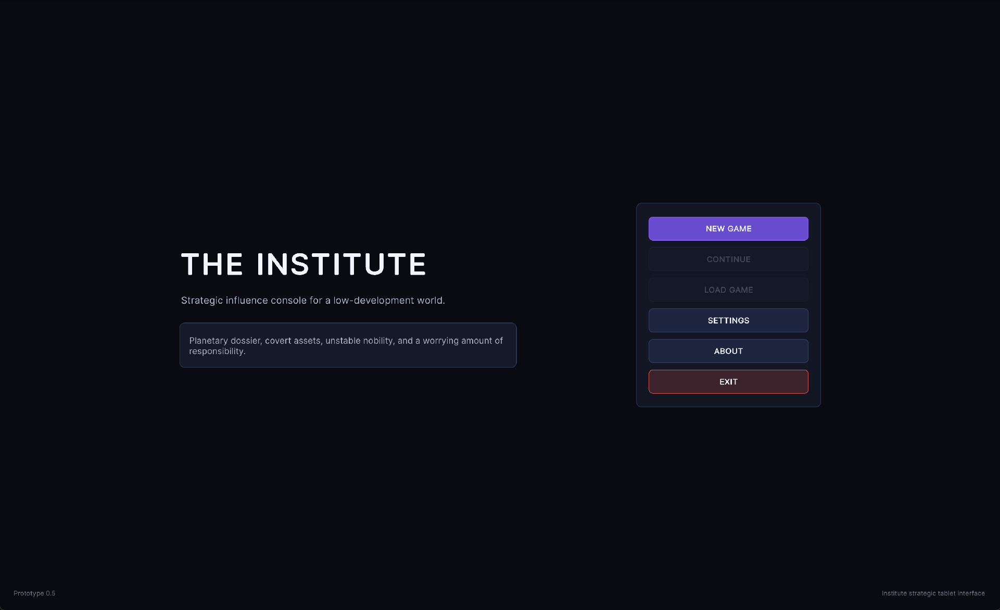 THE INSTITUTE
Strategic influence console for a low-development world.
Planetary dossier, covert assets, unstable nobility, and a worrying amount of
responsibility.
NEW GAME
CONTINUE
LOAD GAME
SETTINGS
ABOUT
EXIT
Prototype 0.5
Institute strategic tablet interface